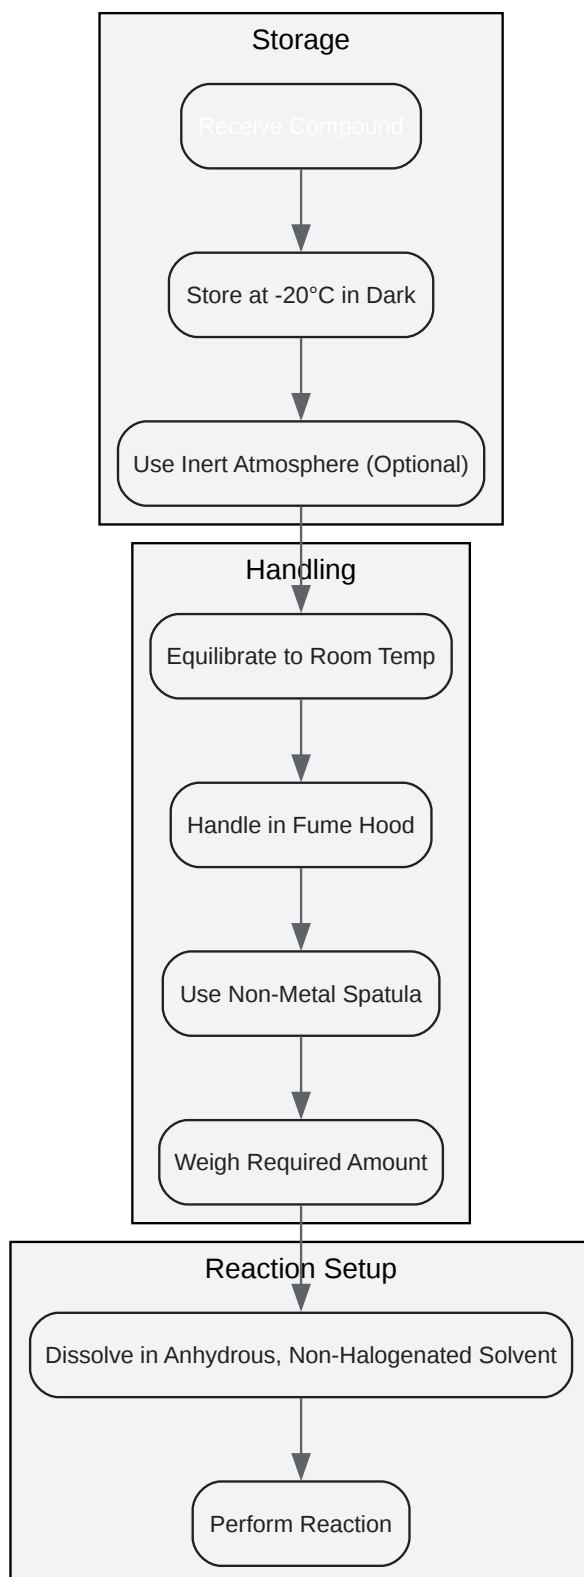 Storage
Receive Compound
Store at -20°C in Dark
Use Inert Atmosphere (Optional)
Handling
Equilibrate to Room Temp
Handle in Fume Hood
Use Non-Metal Spatula
Weigh Required Amount
Reaction Setup
Dissolve in Anhydrous, Non-Halogenated Solvent
Perform Reaction